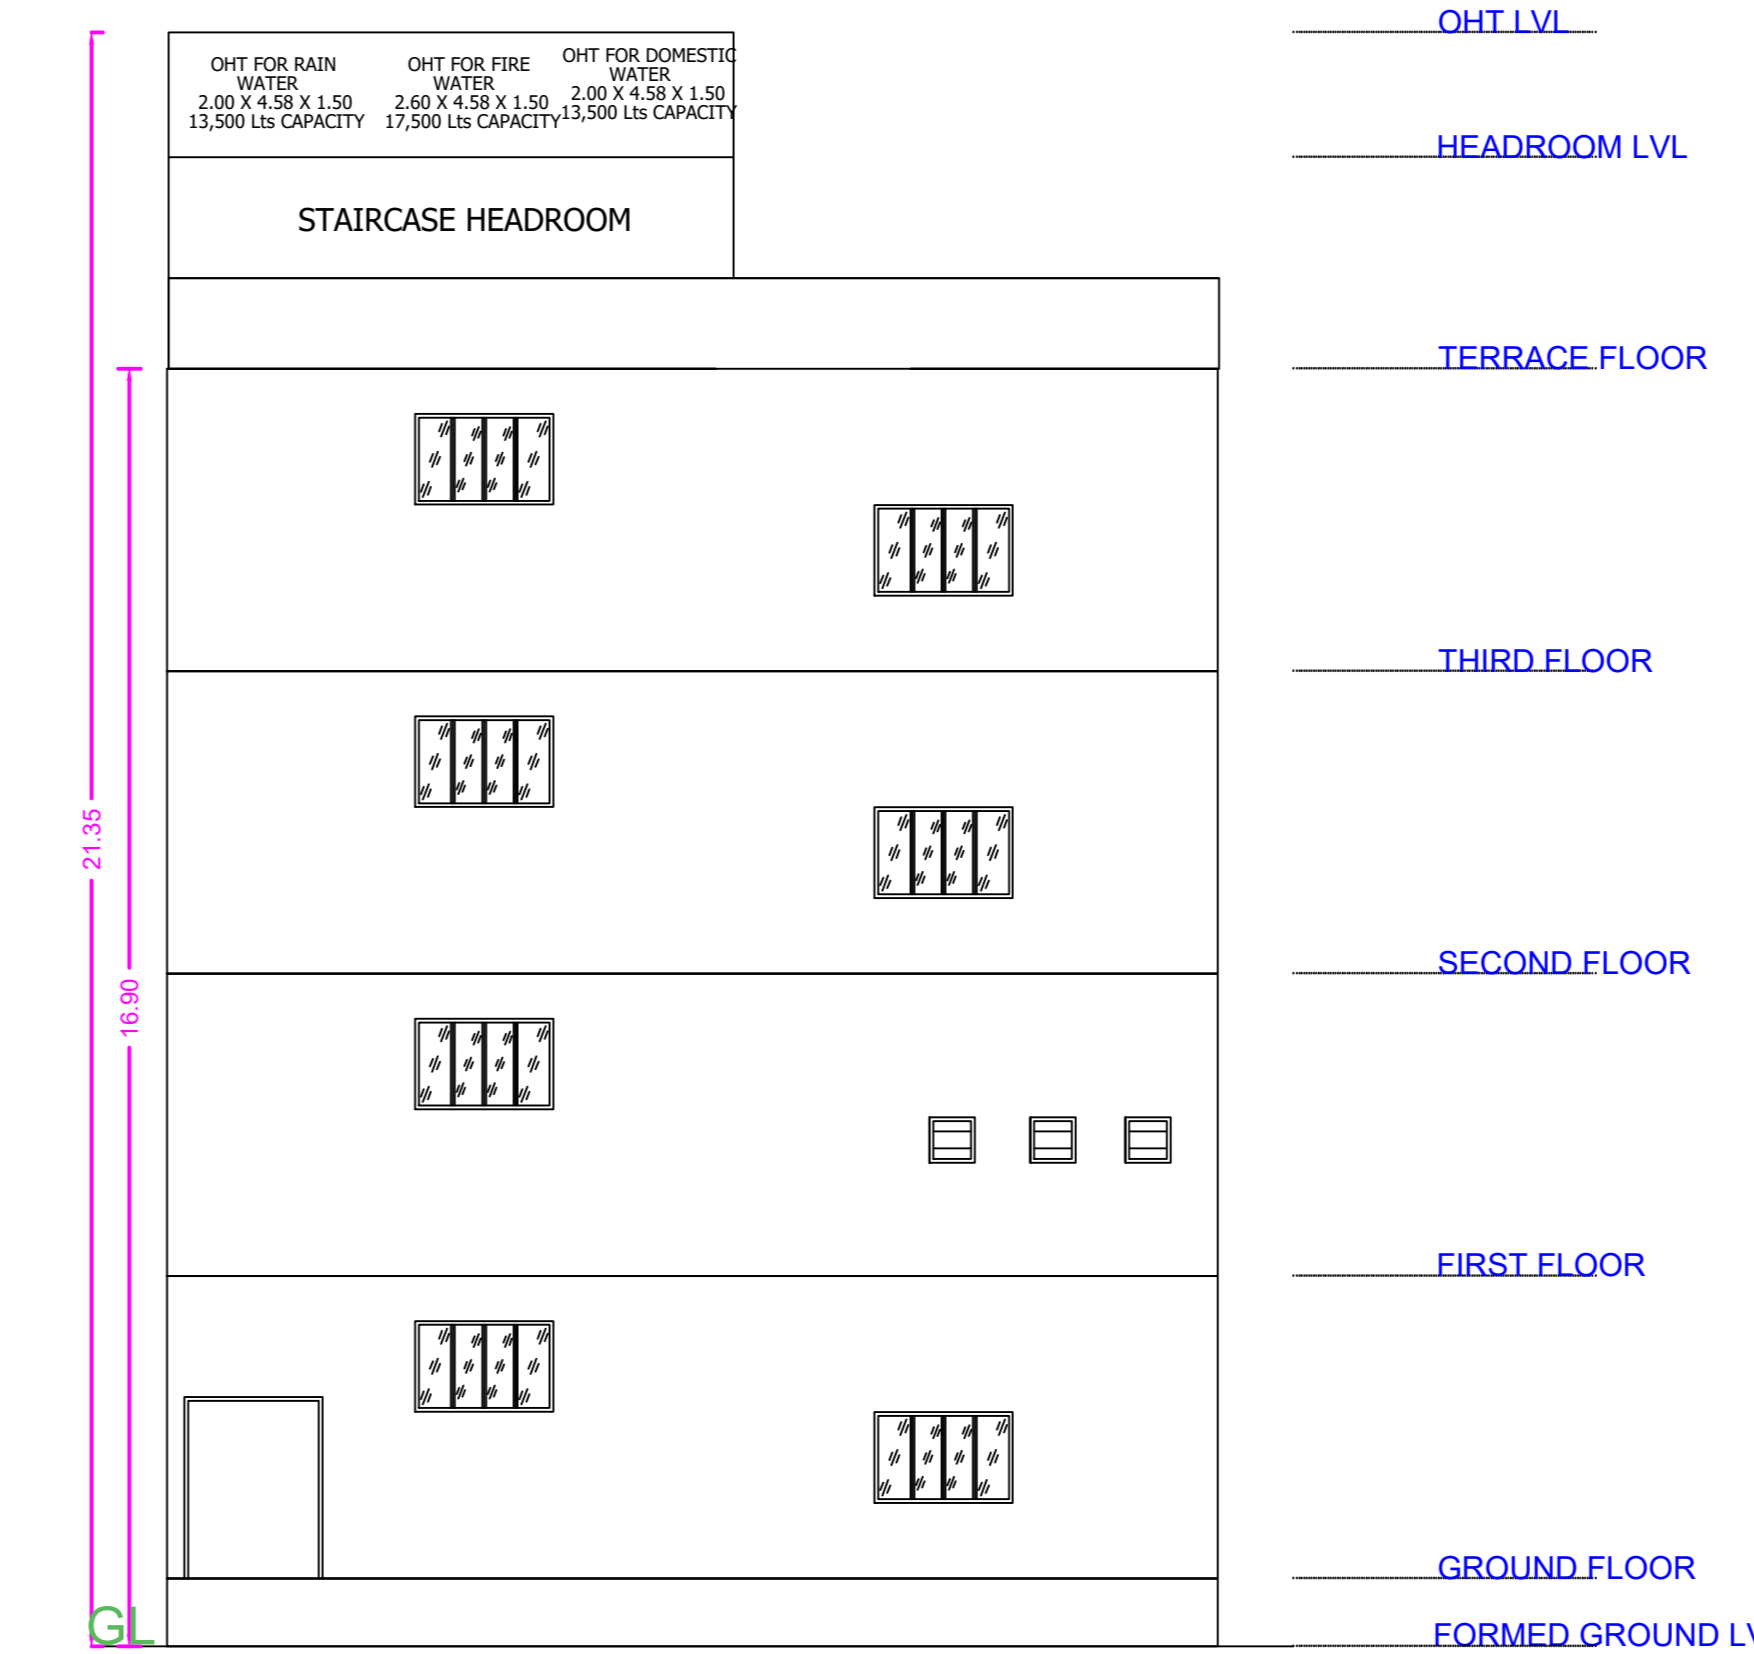 OHT LVL
OHT FOR RAIN
WATER
2.00 X 4.58 X 1.50
13,500 Lts CAPACITY
OHT FOR FIRE
WATER
2.60 X 4.58 X 1.50
17,500 Lts CAPACITY
OHT FOR DOMESTIC
WATER
2.00 X 4.58 X 1.50
13,500 Lts CAPACITY
HEADROOM LVL
STAIRCASE HEADROOM
TERRACE FLOOR
THIRD FLOOR
21.35
SECOND FLOOR
16.90
FIRST FLOOR
GROUND FLOOR
GL
FORMED GROUND LV